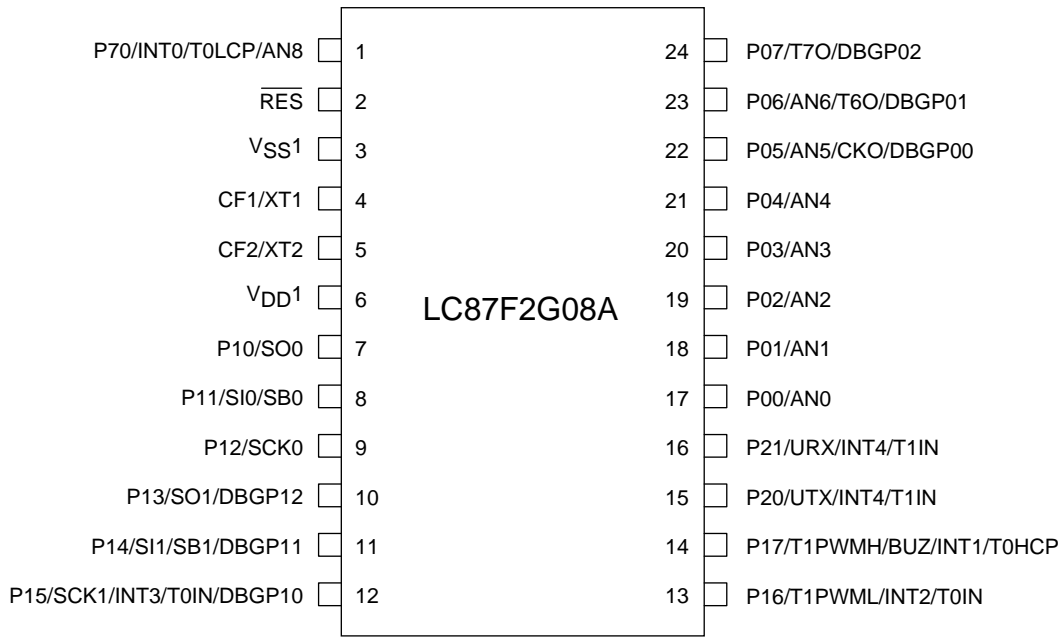 P70/INT0/T0LCP/AN8 1 24 P07/T7O/DBGP02
RES 2 23 P06/AN6/T6O/DBGP01
VSS1 3 22 P05/AN5/CKO/DBGP00
CF1/XT1 4 21 P04/AN4
CF2/XT2 5 20 P03/AN3
VDD1 6 19 P02/AN2
LC87F2G08A
P10/SO0 7 18 P01/AN1
P11/SI0/SB0 8 17 P00/AN0
P12/SCK0 9 16 P21/URX/INT4/T1IN
P13/SO1/DBGP12 10 15 P20/UTX/INT4/T1IN
P14/SI1/SB1/DBGP11 11 14 P17/T1PWMH/BUZ/INT1/T0HCP
P15/SCK1/INT3/T0IN/DBGP10 12 13 P16/T1PWML/INT2/T0IN